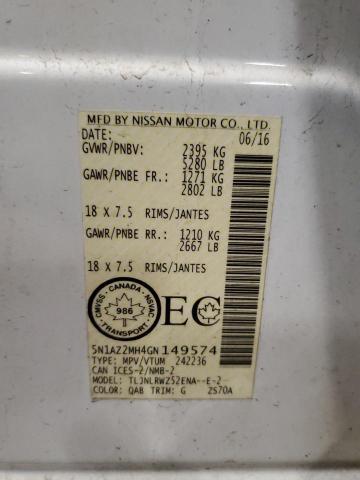 MFD BY NISSAN MOTOR CO., LTD.
DATE: 06/16
GVWR/PNBV: 2395 KG
5280 LB
GAWR/PNBE FR.: 1271 KG
2802 LB
18 X 7.5 RIMS/JANTES
GAWR/PNBE RR.: 1210 KG
2667 LB
18 X 7.5 RIMS/JANTES
CANADA
CMVSS NSVAC
986
TRANSPORT
EC
5N1AZ2MH4GN149574
TYPE: MPV/VTUM 242236
CAN ICES-2/NMB-2
MODEL: TLJNLRWZ52ENA--E-2
COLOR: QAB TRIM: G ZS70A